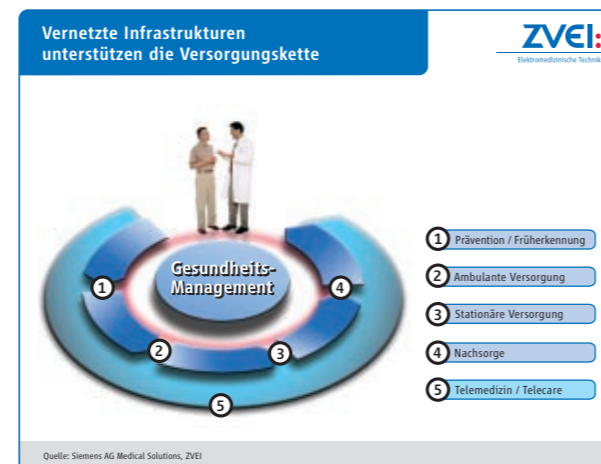 Vernetzte Infrastrukturen
unterstützen die Versorgungskette
ZVEI:
Elektromedizinische Technik
Gesundheits-
Management
1
2
3
4
5
1 Prävention / Früherkennung
2 Ambulante Versorgung
3 Stationäre Versorgung
4 Nachsorge
5 Telemedizin / Telecare
Quelle: Siemens AG Medical Solutions, ZVEI